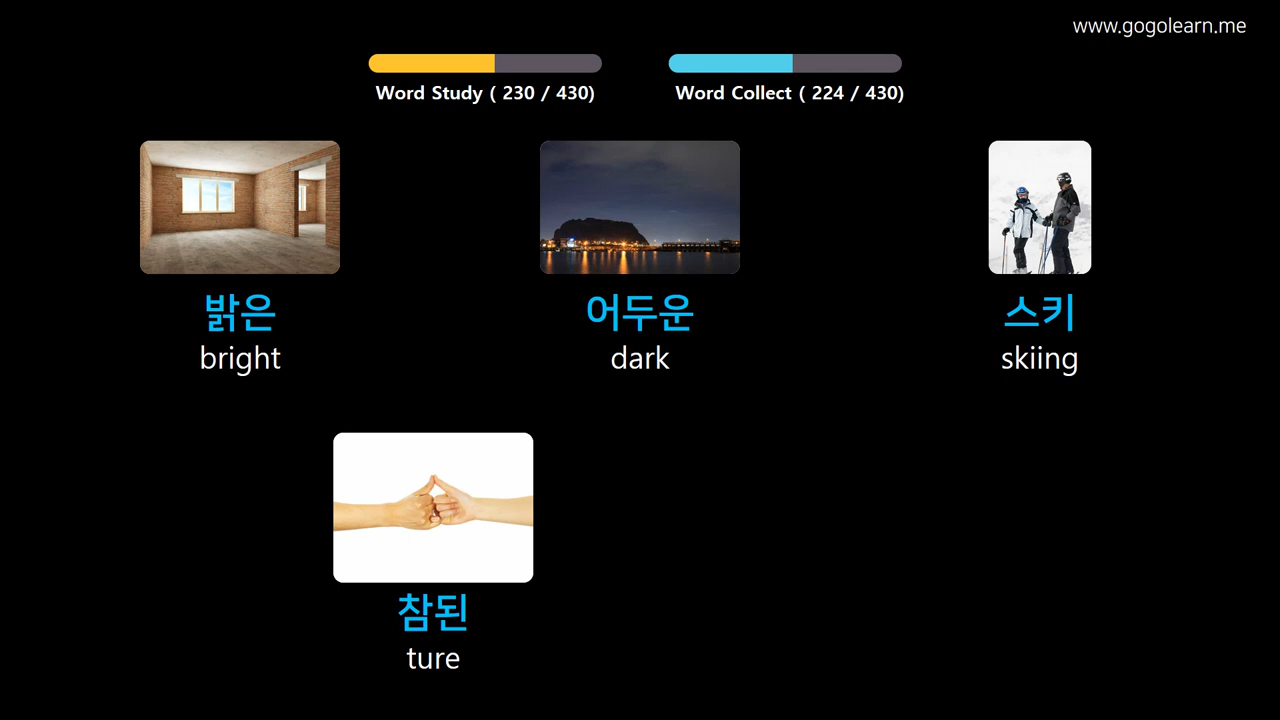 www.gogolearn.me
Word Study ( 230 / 430)
Word Collect ( 224 / 430)
밝은
bright
어두운
dark
스키
skiing
참된
ture